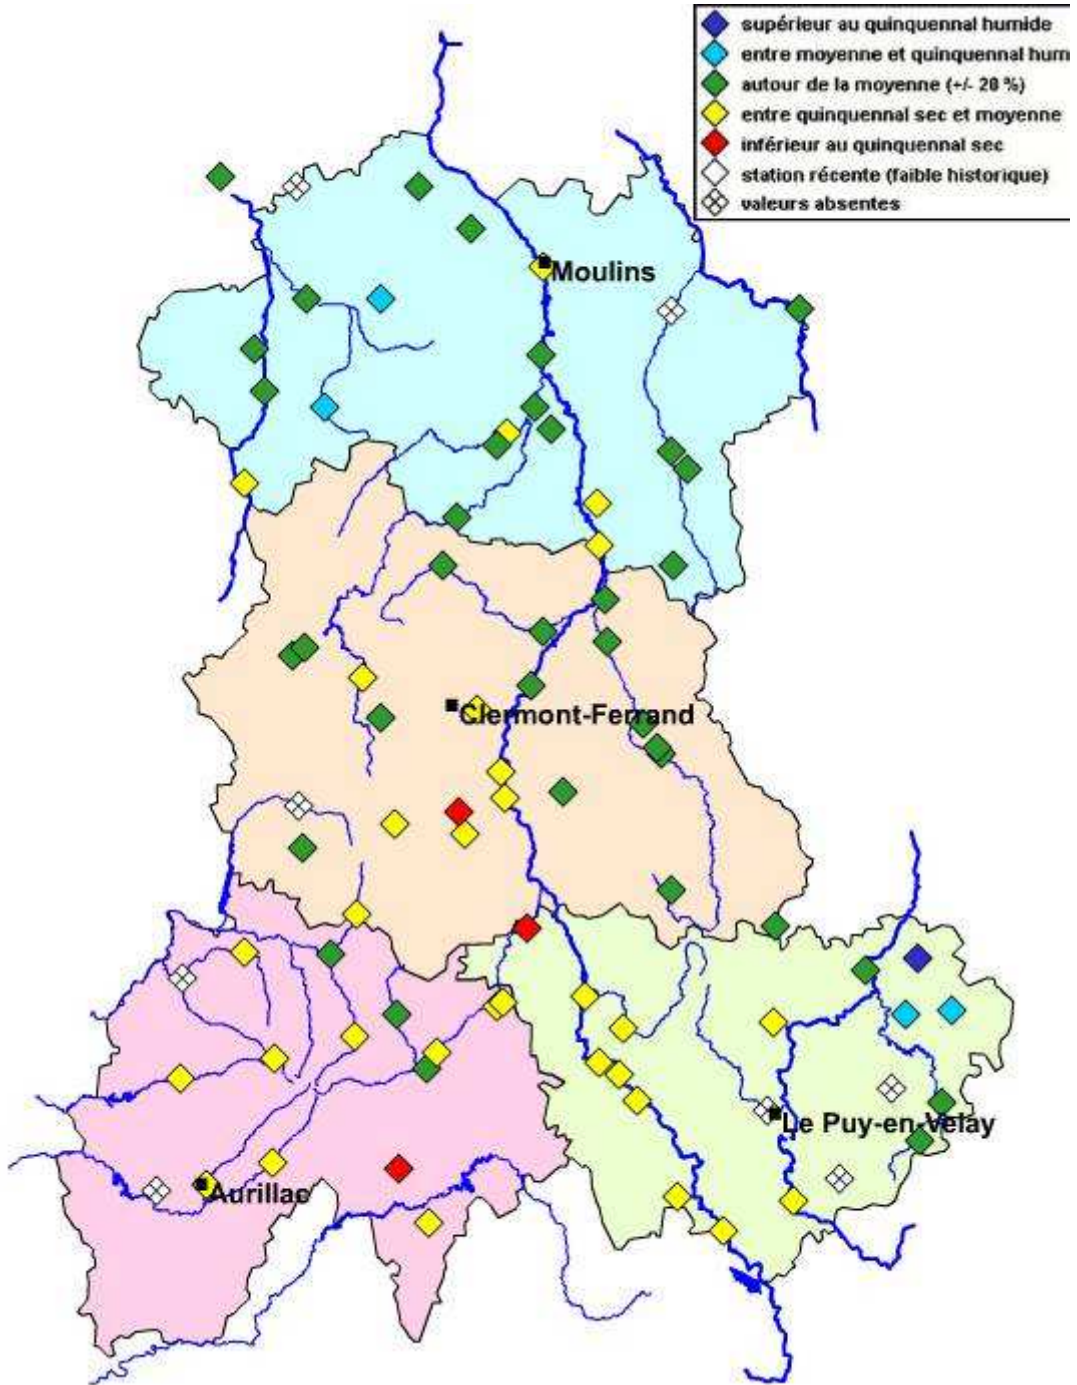 supérieur au quinquennal humide
entre moyenne et quinquennal hum
autour de la moyenne (+/- 20 %)
entre quinquennal sec et moyenne
inférieur au quinquennal sec
station récente (faible historique)
valeurs absentes
Moulins
Clermont-Ferrand
Le Puy-en-Velay
Aurillac